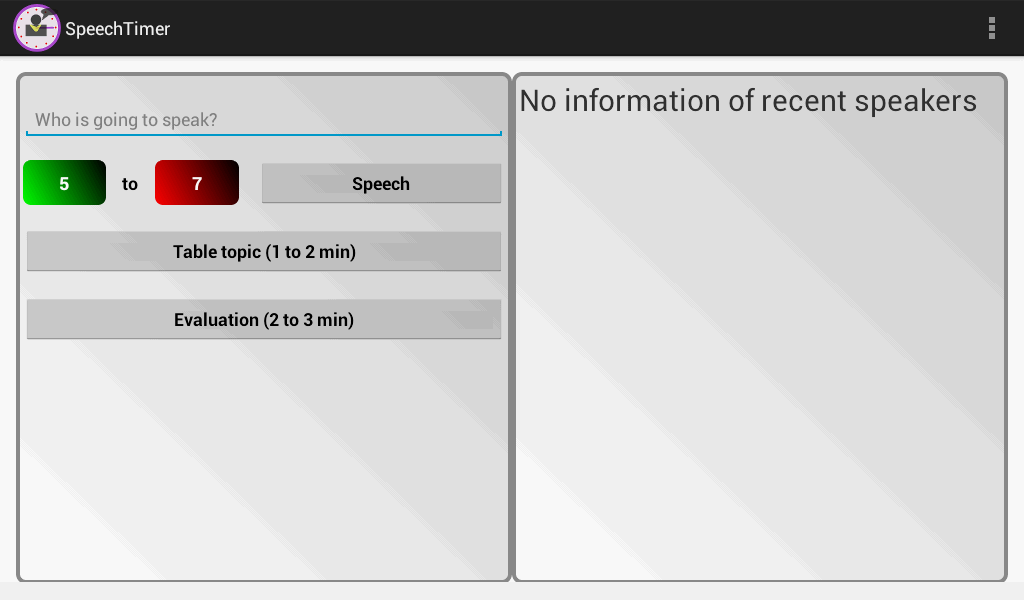 SpeechTimer
Who is going to speak?
5 to 7 Speech
Table topic (1 to 2 min)
Evaluation (2 to 3 min)
No information of recent speakers